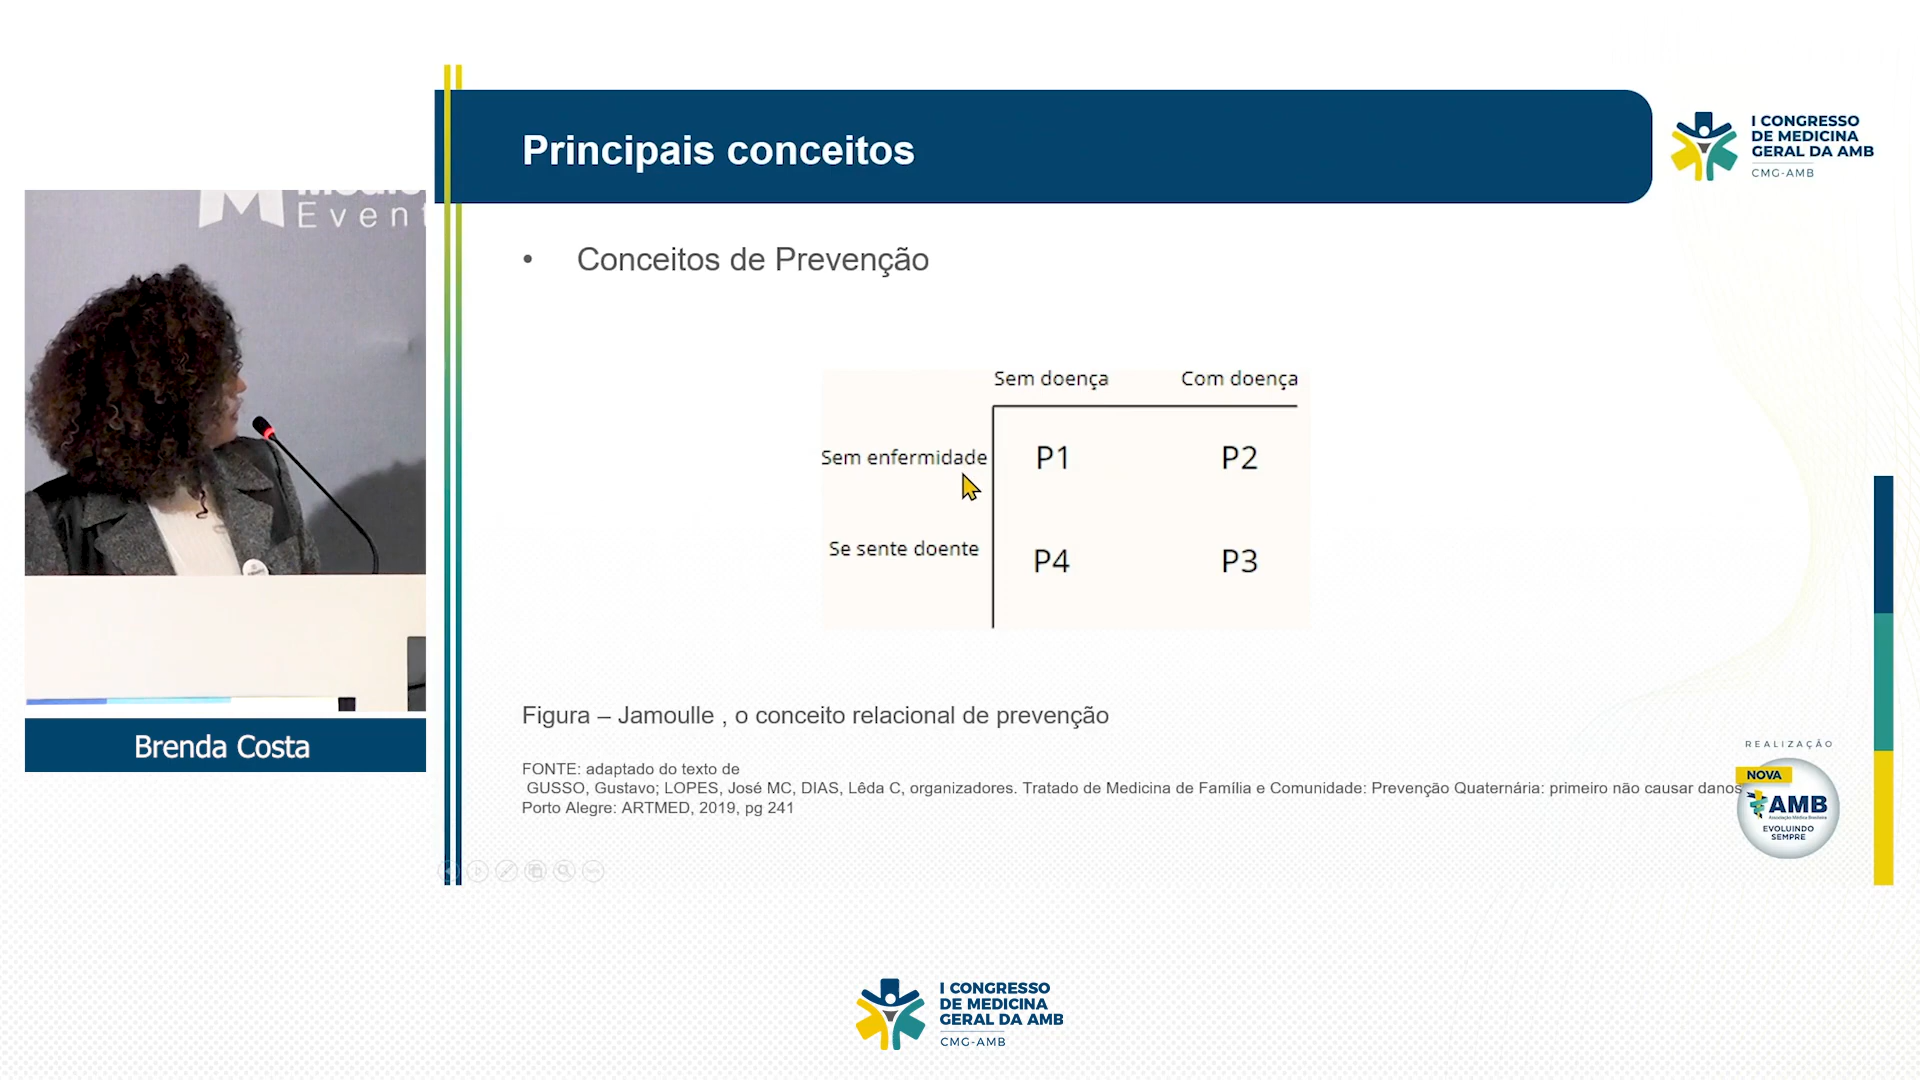 Principais conceitos
I CONGRESSO
DE MEDICINA
GERAL DA AMB
CMG-AMB
Event
• Conceitos de Prevenção
Sem doença Com doença
Sem enfermidade P1 P2
Se sente doente P4 P3
Figura – Jamoulle , o conceito relacional de prevenção
Brenda Costa
FONTE: adaptado do texto de
GUSSO, Gustavo; LOPES, José MC, DIAS, Lêda C, organizadores. Tratado de Medicina de Família e Comunidade: Prevenção Quaternária: primeiro não causar danos
Porto Alegre: ARTMED, 2019, pg 241
REALIZAÇÃO
NOVA
AMB
Associação Médica Brasileira
EVOLUINDO
SEMPRE
I CONGRESSO
DE MEDICINA
GERAL DA AMB
CMG-AMB